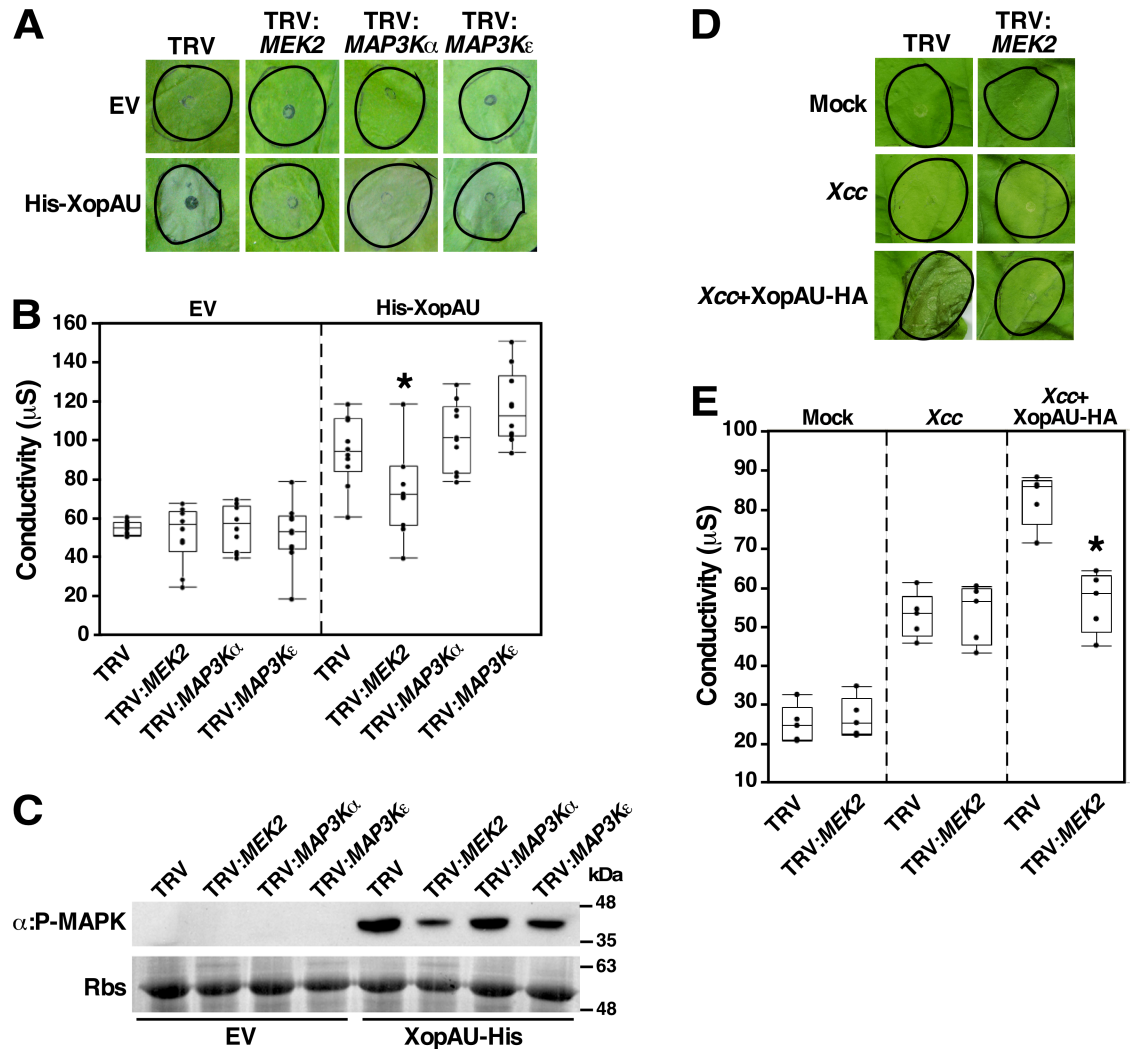 A
TRV
TRV:
MEK2
TRV:
MAP3Kα
TRV:
MAP3Kε
EV
His-XopAU
B
EV
His-XopAU
Conductivity (μS)
160
140
120
100
80
60
40
20
0
*
TRV
TRV:MEK2
TRV:MAP3Kα
TRV:MAP3Kε
TRV
TRV:MEK2
TRV:MAP3Kα
TRV:MAP3Kε
C
TRV
TRV:MEK2
TRV:MAP3Kα
TRV:MAP3Kε
TRV
TRV:MEK2
TRV:MAP3Kα
TRV:MAP3Kε
kDa
α:P-MAPK
48
35
Rbs
63
48
EV
XopAU-His
D
TRV
TRV:
MEK2
Mock
Xcc
Xcc+XopAU-HA
E
Mock
Xcc
Xcc+
XopAU-HA
Conductivity (μS)
100
90
80
70
60
50
40
30
20
10
*
TRV
TRV:MEK2
TRV
TRV:MEK2
TRV
TRV:MEK2